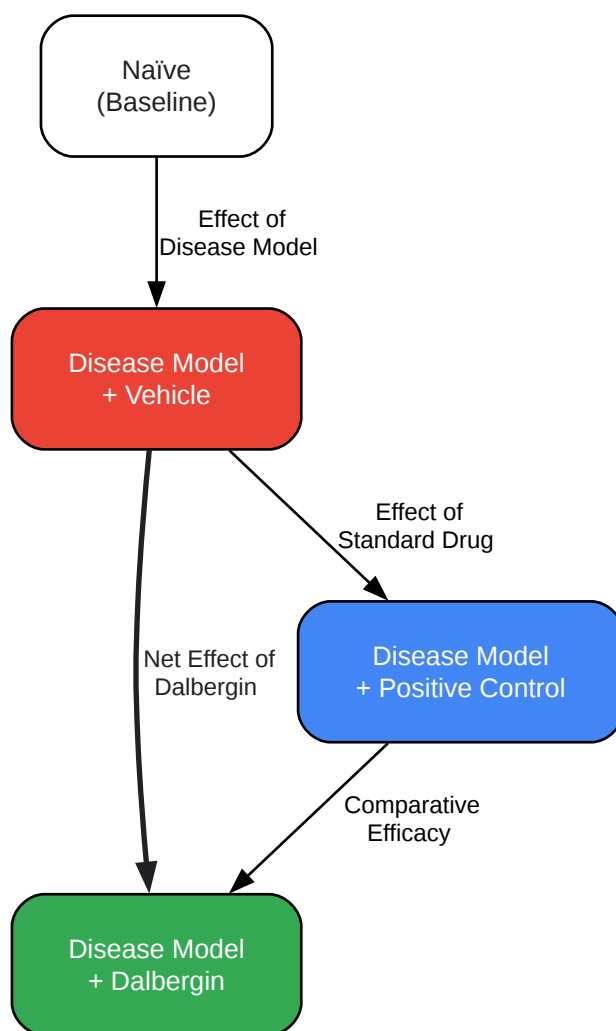 Naïve
(Baseline)
Effect of
Disease Model
Disease Model
+ Vehicle
Effect of
Standard Drug
Net Effect of
Dalbergin
Disease Model
+ Positive Control
Comparative
Efficacy
Disease Model
+ Dalbergin